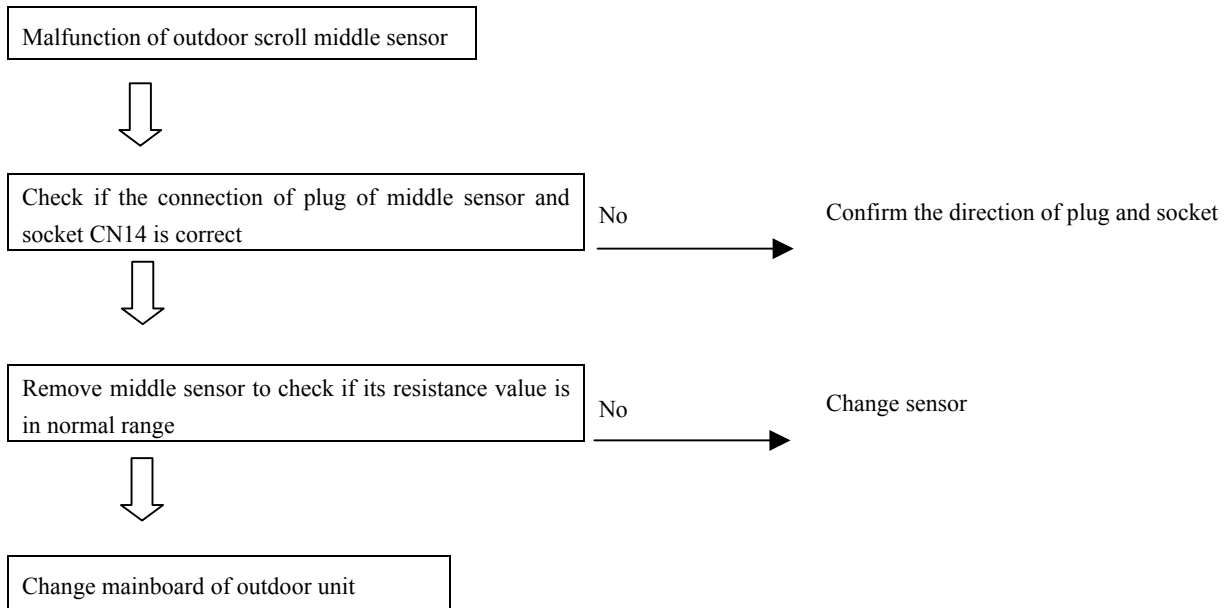 Malfunction of outdoor scroll middle sensor
Check if the connection of plug of middle sensor and
socket CN14 is correct
No
Confirm the direction of plug and socket
Remove middle sensor to check if its resistance value is
in normal range
No
Change sensor
Change mainboard of outdoor unit